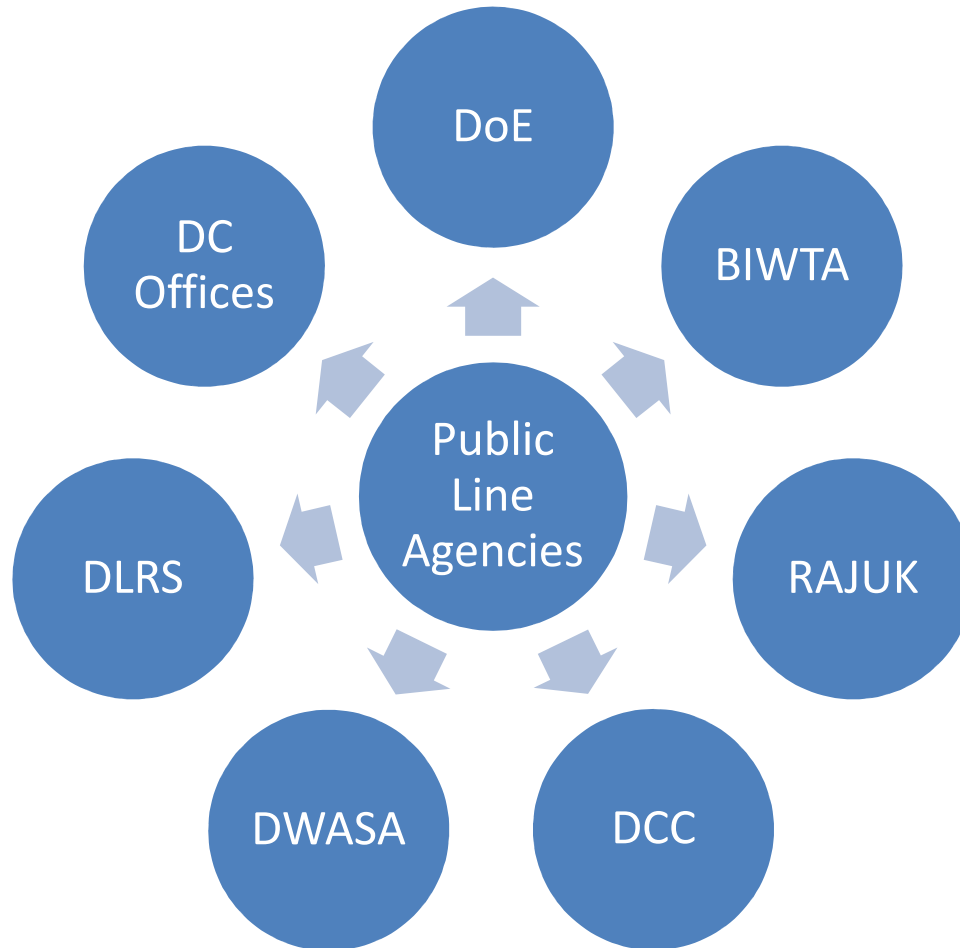 DoE
DC
Offices
BIWTA
Public
Line
Agencies
DLRS
RAJUK
DWASA
DCC